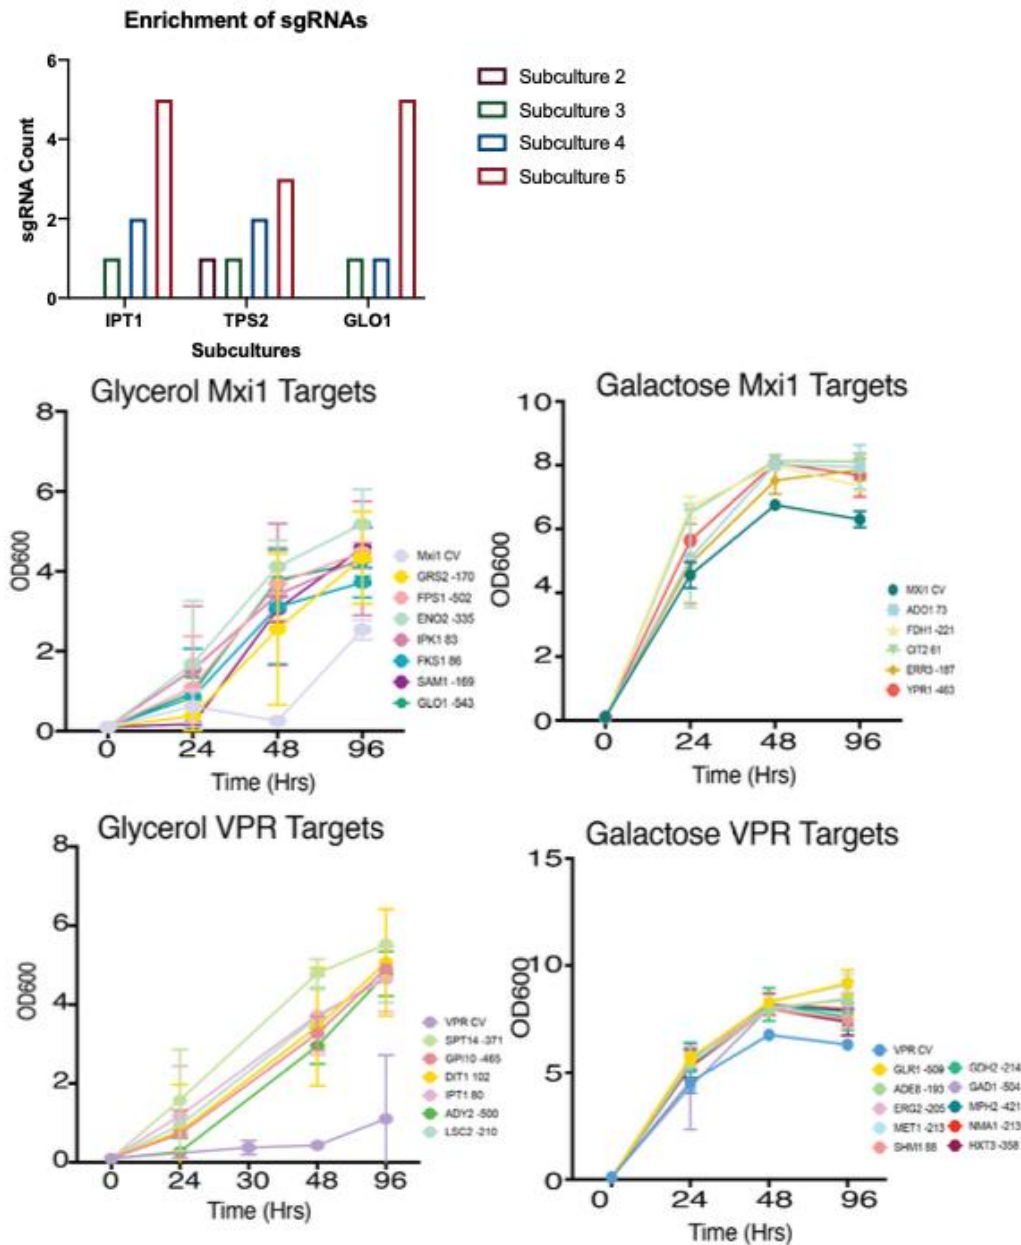 Enrichment of sgRNAs
6
4
2
0
sgRNA Count
IPT1 TPS2 GLO1
Subcultures
Subculture 2
Subculture 3
Subculture 4
Subculture 5
Glycerol Mxi1 Targets
8
6
4
2
0
OD600
0 24 48 96
Time (Hrs)
Mxi1 CV
GRS2 -170
FPS1 -502
ENO2 -335
IPK1 83
FKS1 86
SAM1 -169
GLO1 -543
Galactose Mxi1 Targets
10
8
6
4
2
0
OD600
0 24 48 96
Time (Hrs)
MXI1 CV
ADO1 73
FDH1 -221
CIT2 61
ERR3 -187
YPR1 -463
Glycerol VPR Targets
8
6
4
2
0
OD600
0 24 30 48 96
Time (Hrs)
VPR CV
SPT14 -371
GPI10 -465
DIT1 102
IPT1 80
ADY2 -500
LSC2 -210
Galactose VPR Targets
15
10
5
0
OD600
0 24 48 96
Time (Hrs)
VPR CV
GLR1 -509 GDH2 -214
ADE8 -193 GAD1 -504
ERG2 -205 MPH2 -421
MET1 -213 NMA1 -213
SHM1 88 HXT3 -358